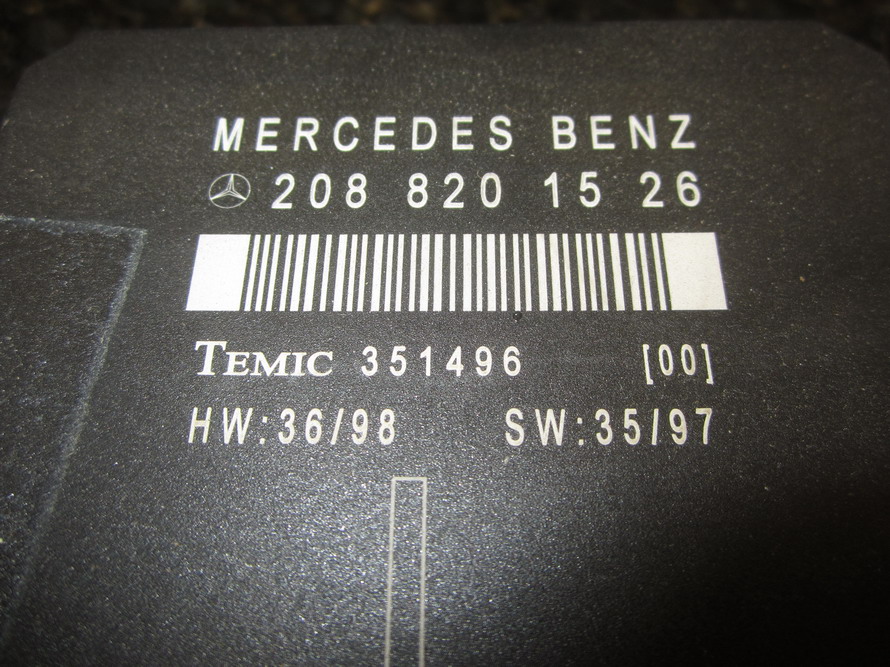 MERCEDES BENZ
208 820 15 26
TEMIC 351496 [00]
HW:36/98 SW:35/97